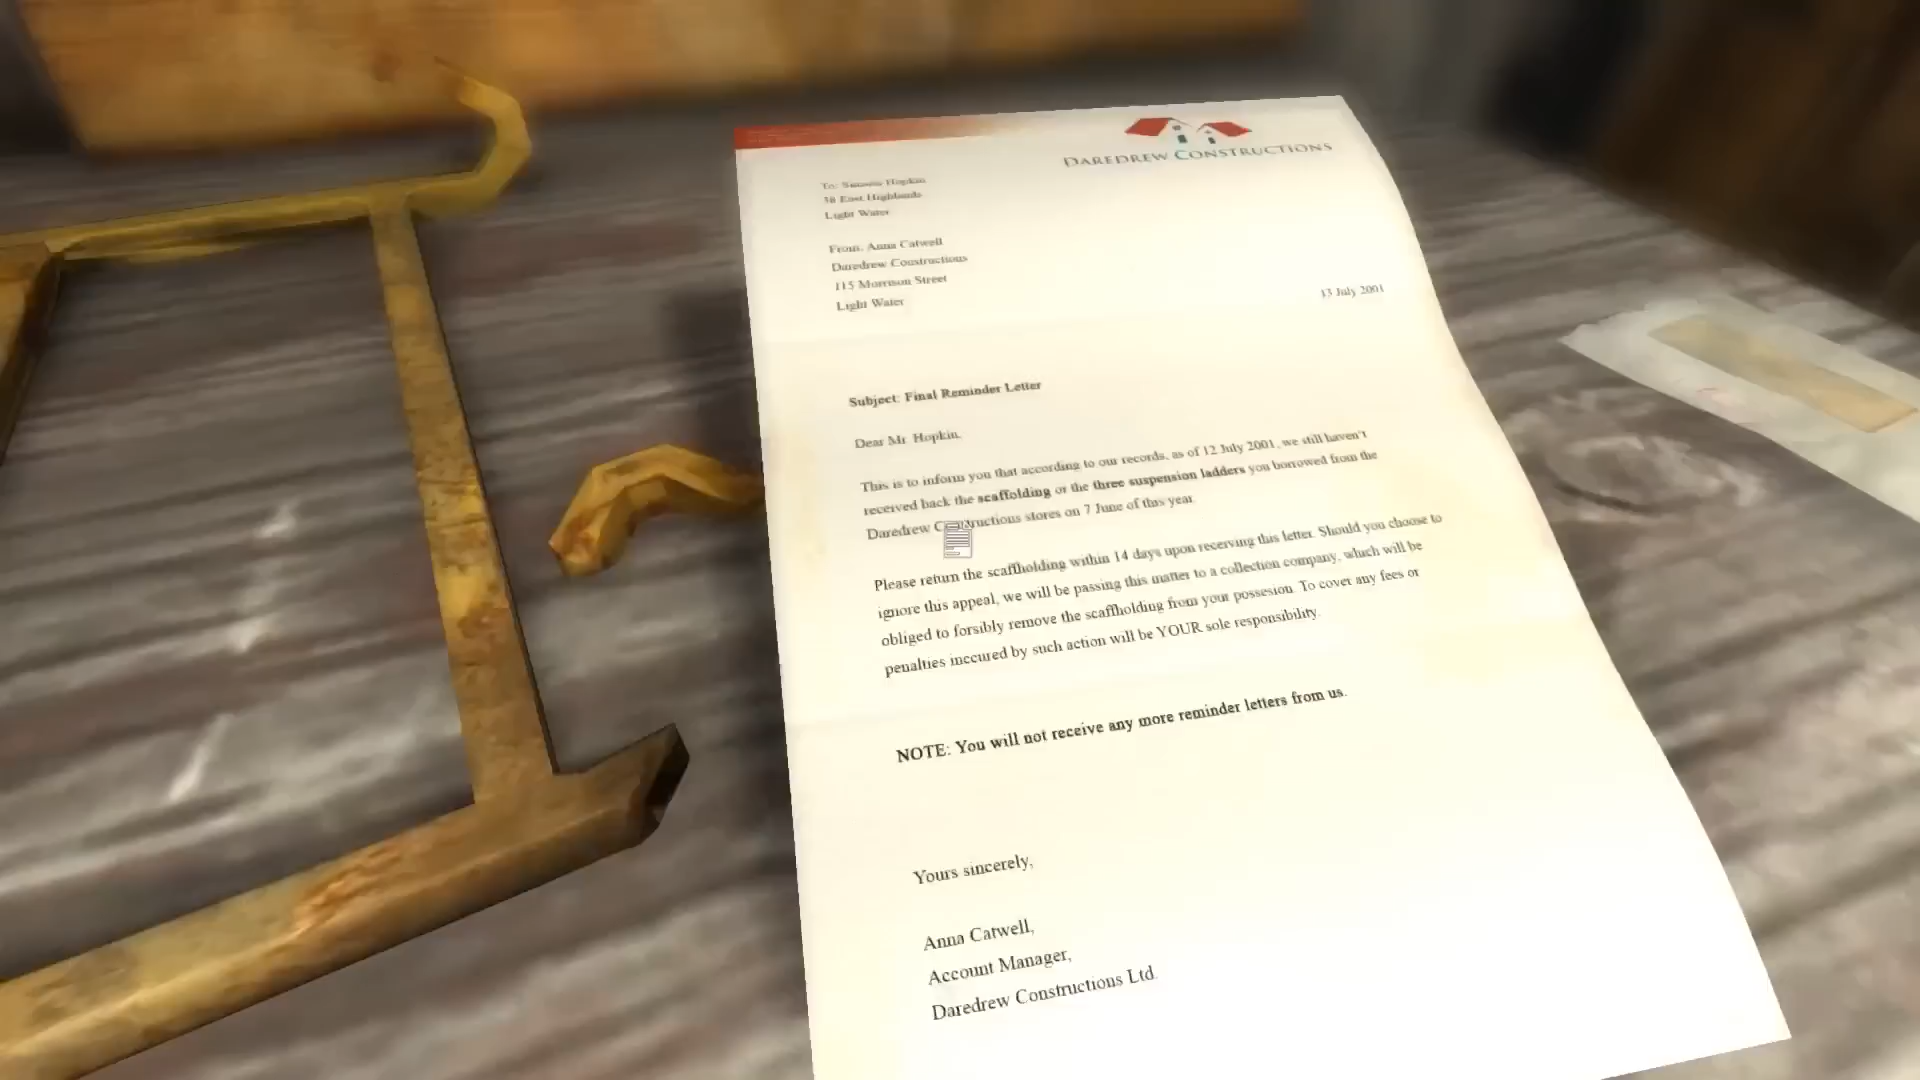 DAREDREW CONSTRUCTIONS
To: Hopkin
38 East Highlands
Light Water
From: Anna Catwell
Daredrew Constructions
115 Morrison Street
Light Water
13 July 2001
Subject: Final Reminder Letter
Dear Mr. Hopkin,
This is to inform you that according to our records, as of 12 July 2001, we still haven't
received back the scaffolding or the three suspension ladders you borrowed from the
Daredrew Constructions stores on 7 June of this year.
Please return the scaffholding within 14 days upon receiving this letter. Should you choose to
ignore this appeal, we will be passing this matter to a collection company, which will be
obliged to forsibly remove the scaffholding from your possesion. To cover any fees or
penalties inccured by such action will be YOUR sole responsibility.
NOTE: You will not receive any more reminder letters from us.
Yours sincerely,
Anna Catwell,
Account Manager,
Daredrew Constructions Ltd.